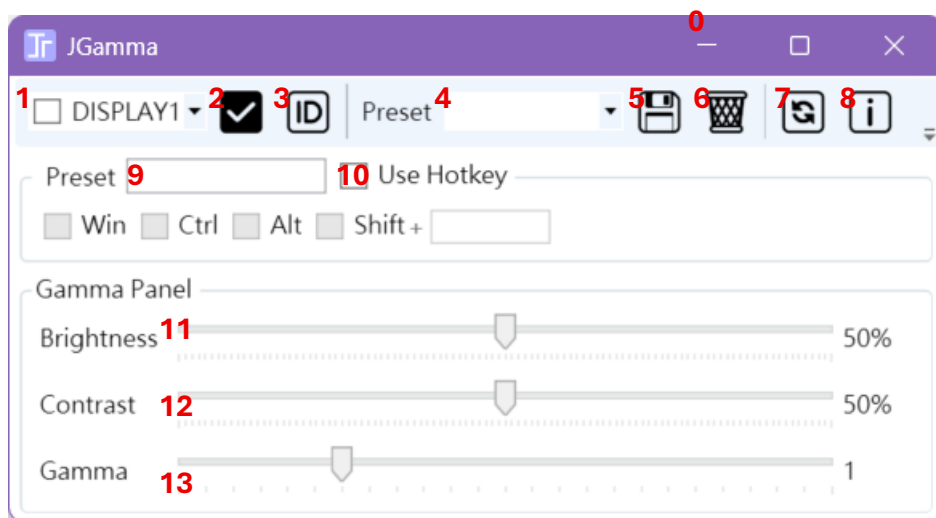 JGamma 0
1 DISPLAY1 2 3 ID Preset 4 5 6 7 8 i
Preset 9 10 Use Hotkey
Win Ctrl Alt Shift +
Gamma Panel
Brightness 11 50%
Contrast 12 50%
Gamma 13 1